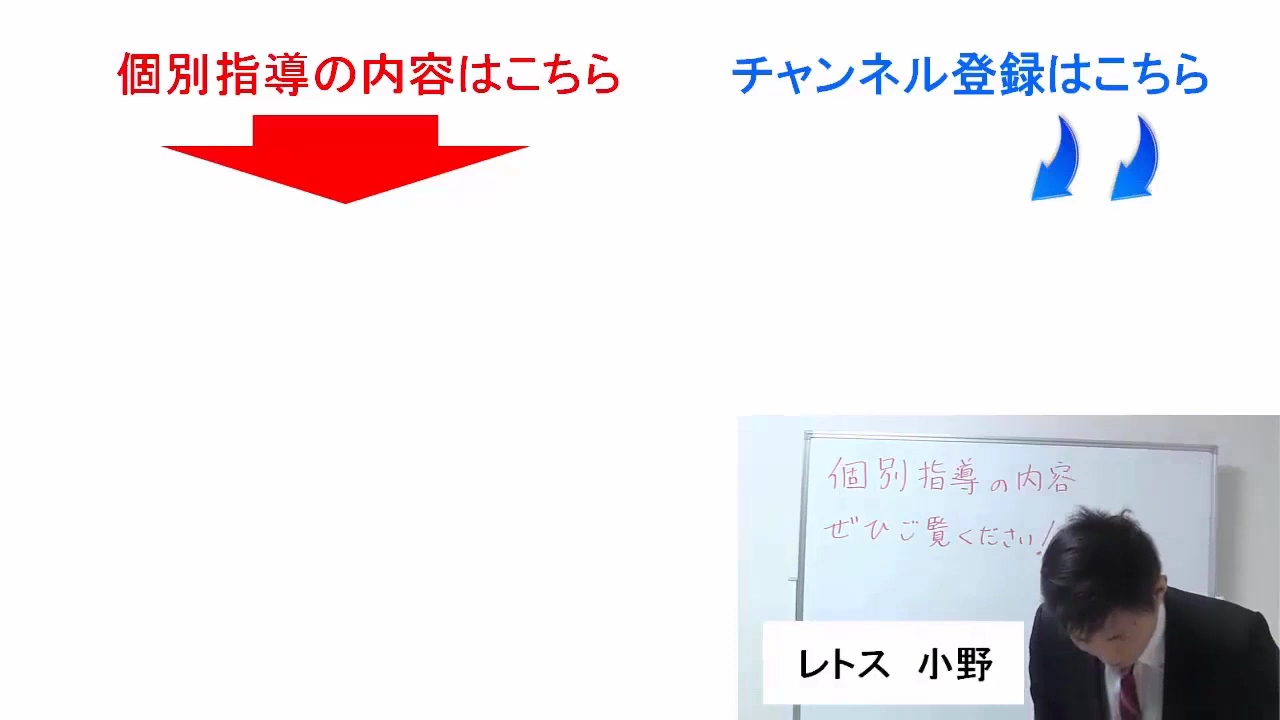 個別指導の内容はこちら
チャンネル登録はこちら
個別指導の内容
ぜひご覧ください!
レトス 小野